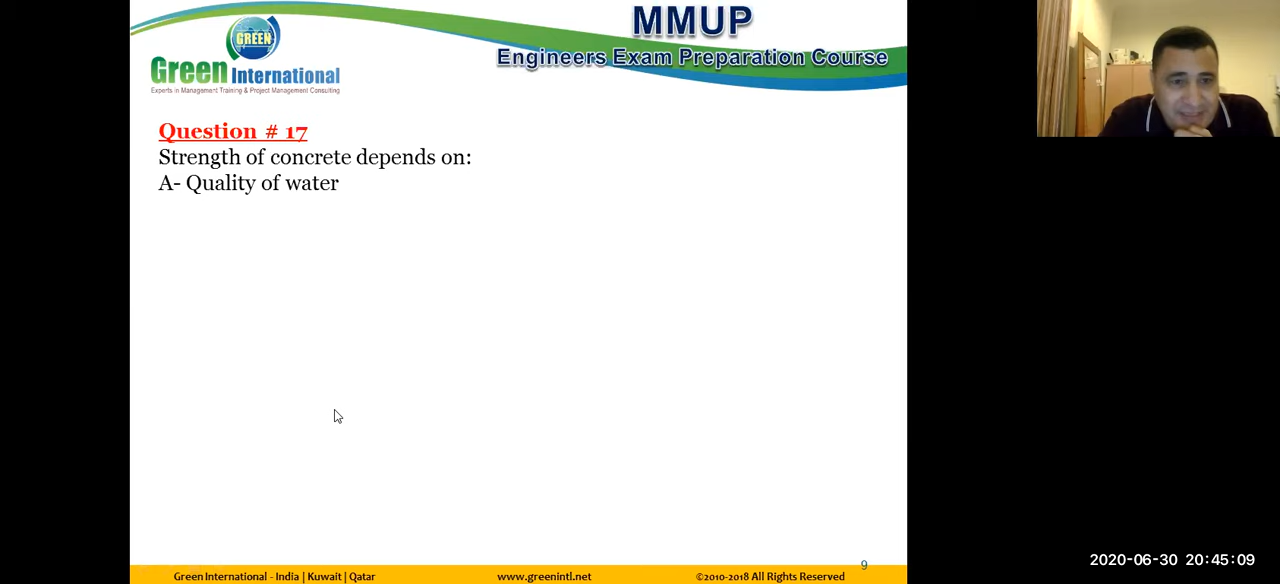 MMUP
Engineers Exam Preparation Course
GREEN
Green International
Experts in Management Training & Project Management Consulting
Question # 17
Strength of concrete depends on:
A- Quality of water
9
Green International - India | Kuwait | Qatar
www.greenintl.net
©2010-2018 All Rights Reserved
2020-06-30 20:45:09